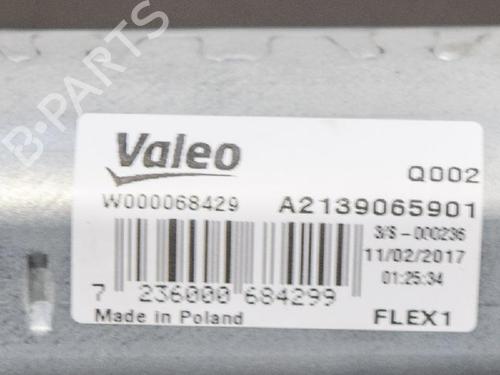 B-PARTS
Valeo
Q002
W000068429 A2139065901
3/S-000236
11/02/2017
01:25:34
7 236000 684299
Made in Poland FLEX1